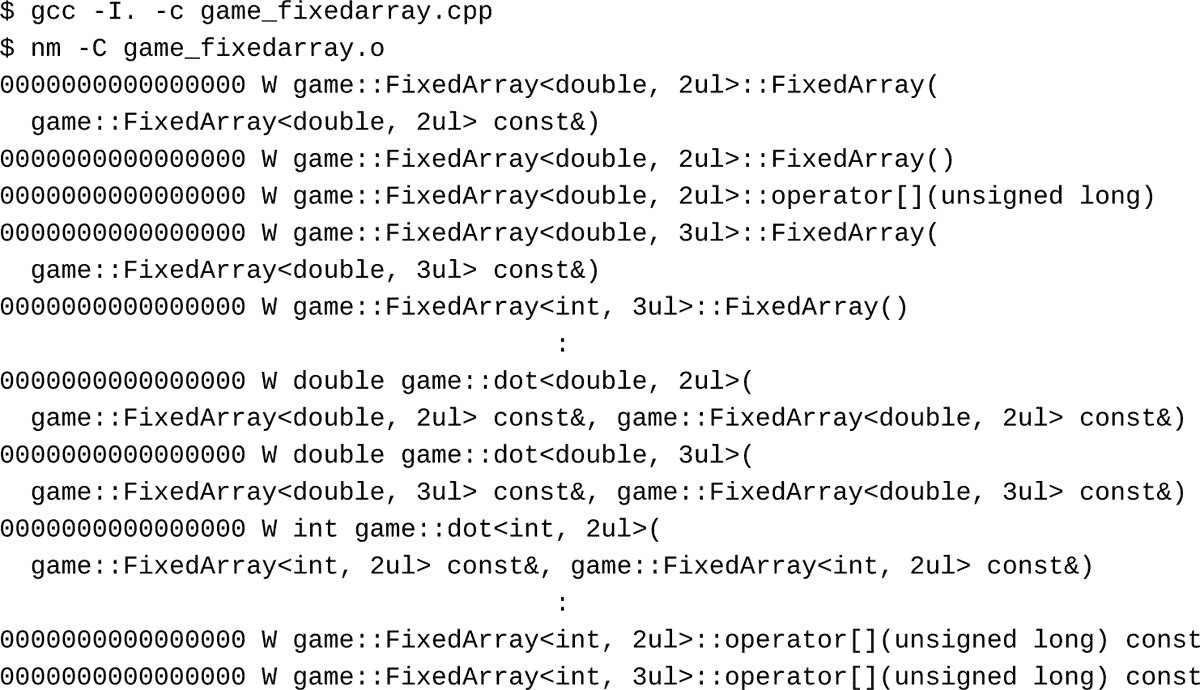 $ gcc -I. -c game_fixedarray.cpp
$ nm -C game_fixedarray.o
0000000000000000 W game::FixedArray<double, 2ul>::FixedArray(
  game::FixedArray<double, 2ul> const&)
0000000000000000 W game::FixedArray<double, 2ul>::FixedArray()
0000000000000000 W game::FixedArray<double, 2ul>::operator[](unsigned long)
0000000000000000 W game::FixedArray<double, 3ul>::FixedArray(
  game::FixedArray<double, 3ul> const&)
0000000000000000 W game::FixedArray<int, 3ul>::FixedArray()
:
0000000000000000 W double game::dot<double, 2ul>(
  game::FixedArray<double, 2ul> const&, game::FixedArray<double, 2ul> const&)
0000000000000000 W double game::dot<double, 3ul>(
  game::FixedArray<double, 3ul> const&, game::FixedArray<double, 3ul> const&)
0000000000000000 W int game::dot<int, 2ul>(
  game::FixedArray<int, 2ul> const&, game::FixedArray<int, 2ul> const&)
:
0000000000000000 W game::FixedArray<int, 2ul>::operator[](unsigned long) const
0000000000000000 W game::FixedArray<int, 3ul>::operator[](unsigned long) const